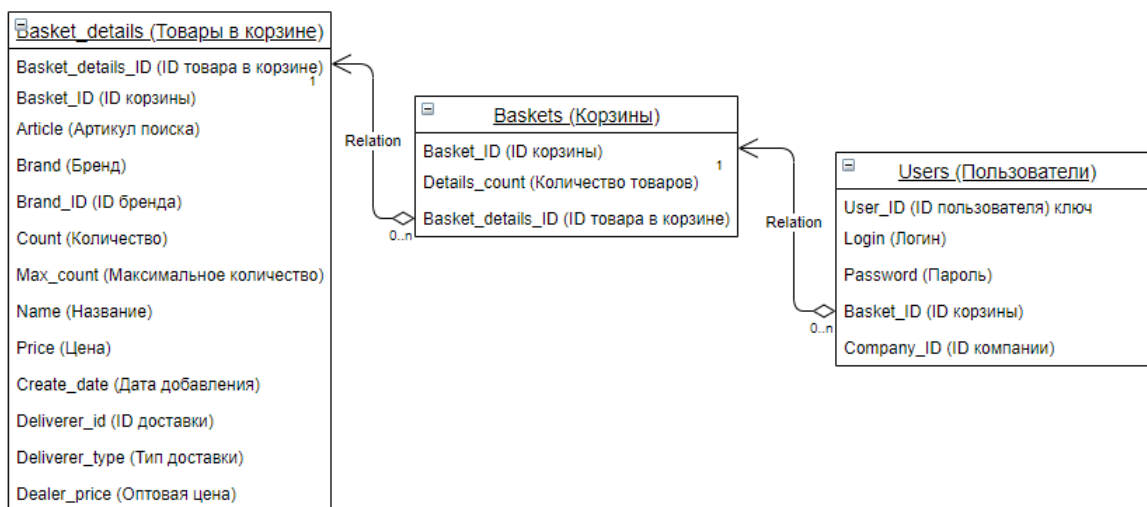 Basket_details (Товары в корзине)
Basket_details_ID (ID товара в корзине)
1
Basket_ID (ID корзины)
Article (Артикул поиска)
Brand (Бренд)
Brand_ID (ID бренда)
Count (Количество)
Max_count (Максимальное количество)
Name (Название)
Price (Цена)
Create_date (Дата добавления)
Deliverer_id (ID доставки)
Deliverer_type (Тип доставки)
Dealer_price (Оптовая цена)
Relation
0..n
Baskets (Корзины)
Basket_ID (ID корзины)
1
Details_count (Количество товаров)
Basket_details_ID (ID товара в корзине)
Relation
0..n
Users (Пользователи)
User_ID (ID пользователя) ключ
Login (Логин)
Password (Пароль)
Basket_ID (ID корзины)
Company_ID (ID компании)